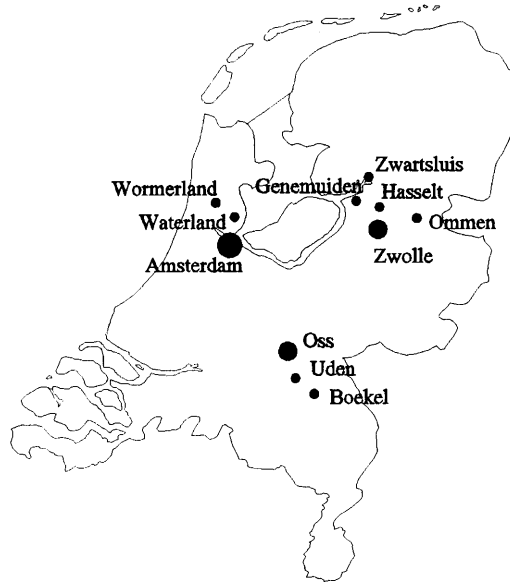 Zwartsluis
Wormerland
Genemuiden
Hasselt
Waterland
Ommen
Amsterdam
Zwolle
Oss
Uden
Boekel